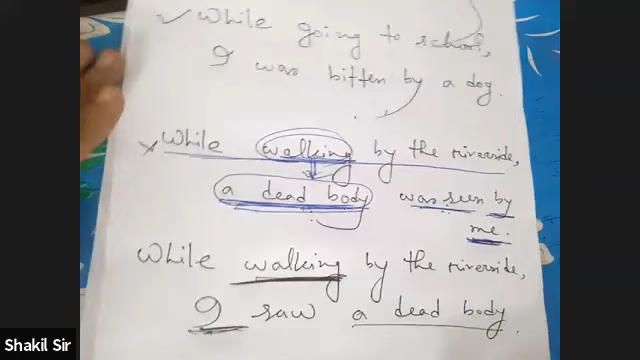 While going to school,
I was bitten by a dog.
While walking by the riverside,
a dead body was seen by
me.
While walking by the riverside,
I saw a dead body.
Shakil Sir